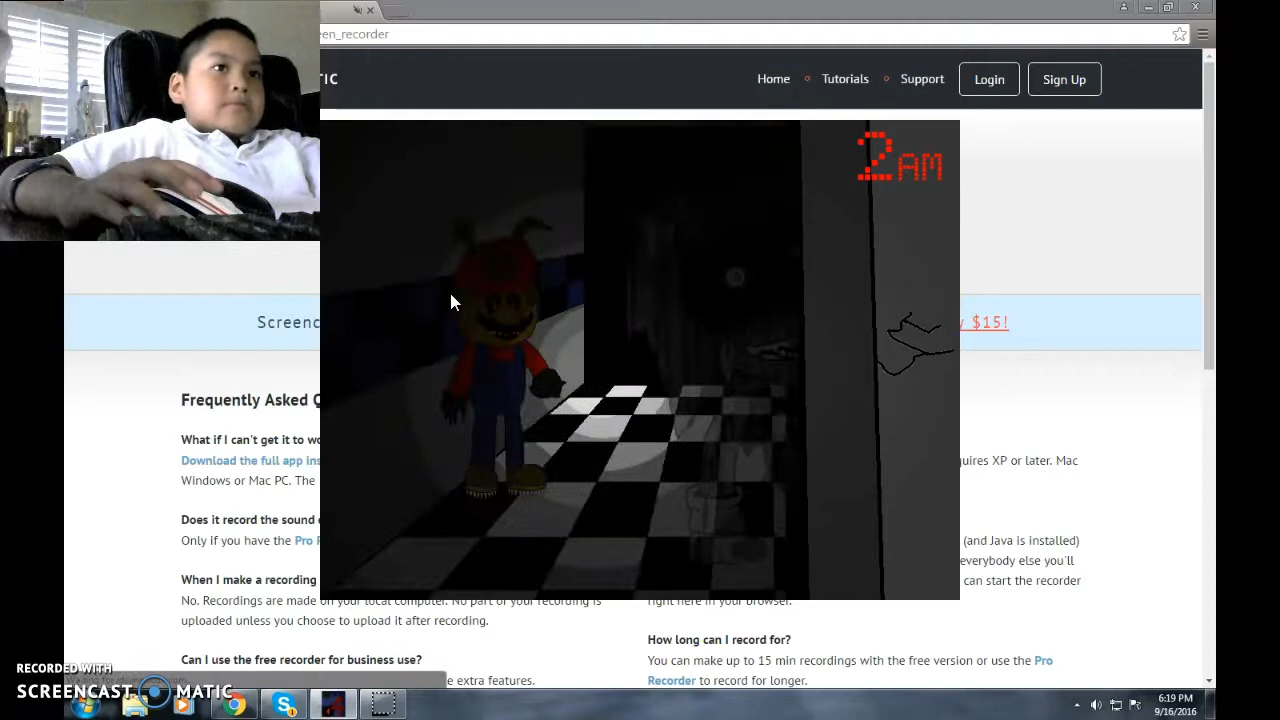 een_recorder
TIC
Home
Tutorials
Support
Login
Sign Up
2AM
Screenc
y $15!
Frequently Asked Q
What if I can't get it to wo
Download the full app ins
quires XP or later. Mac
Windows or Mac PC. The
Does it record the sound
Only if you have the Pro
(and Java is installed)
everybody else you'll
can start the recorder
right here in your browser.
When I make a recording
No. Recordings are made on your local computer. No part of your recording is
uploaded unless you choose to upload it after recording.
How long can I record for?
You can make up to 15 min recordings with the free version or use the Pro
Recorder to record for longer.
Can I use the free recorder for business use?
e extra features.
RECORDED WITH
SCREENCAST MATIC
6:19 PM
9/16/2016